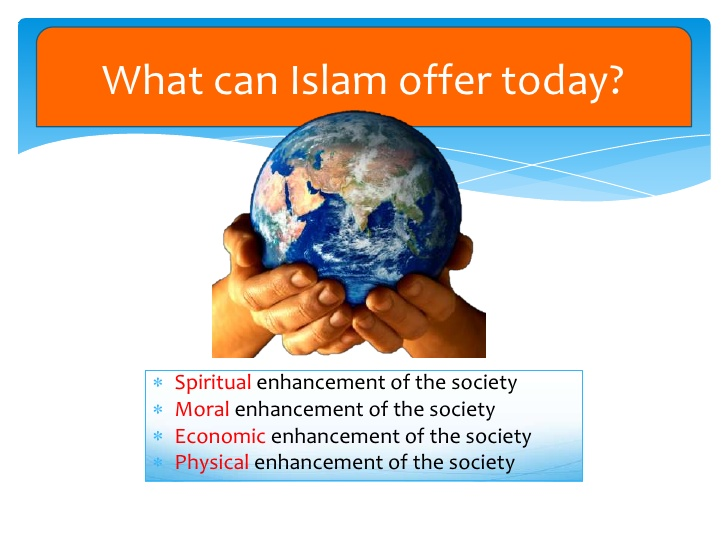 What can Islam offer today?
Spiritual enhancement of the society
Moral enhancement of the society
Economic enhancement of the society
Physical enhancement of the society